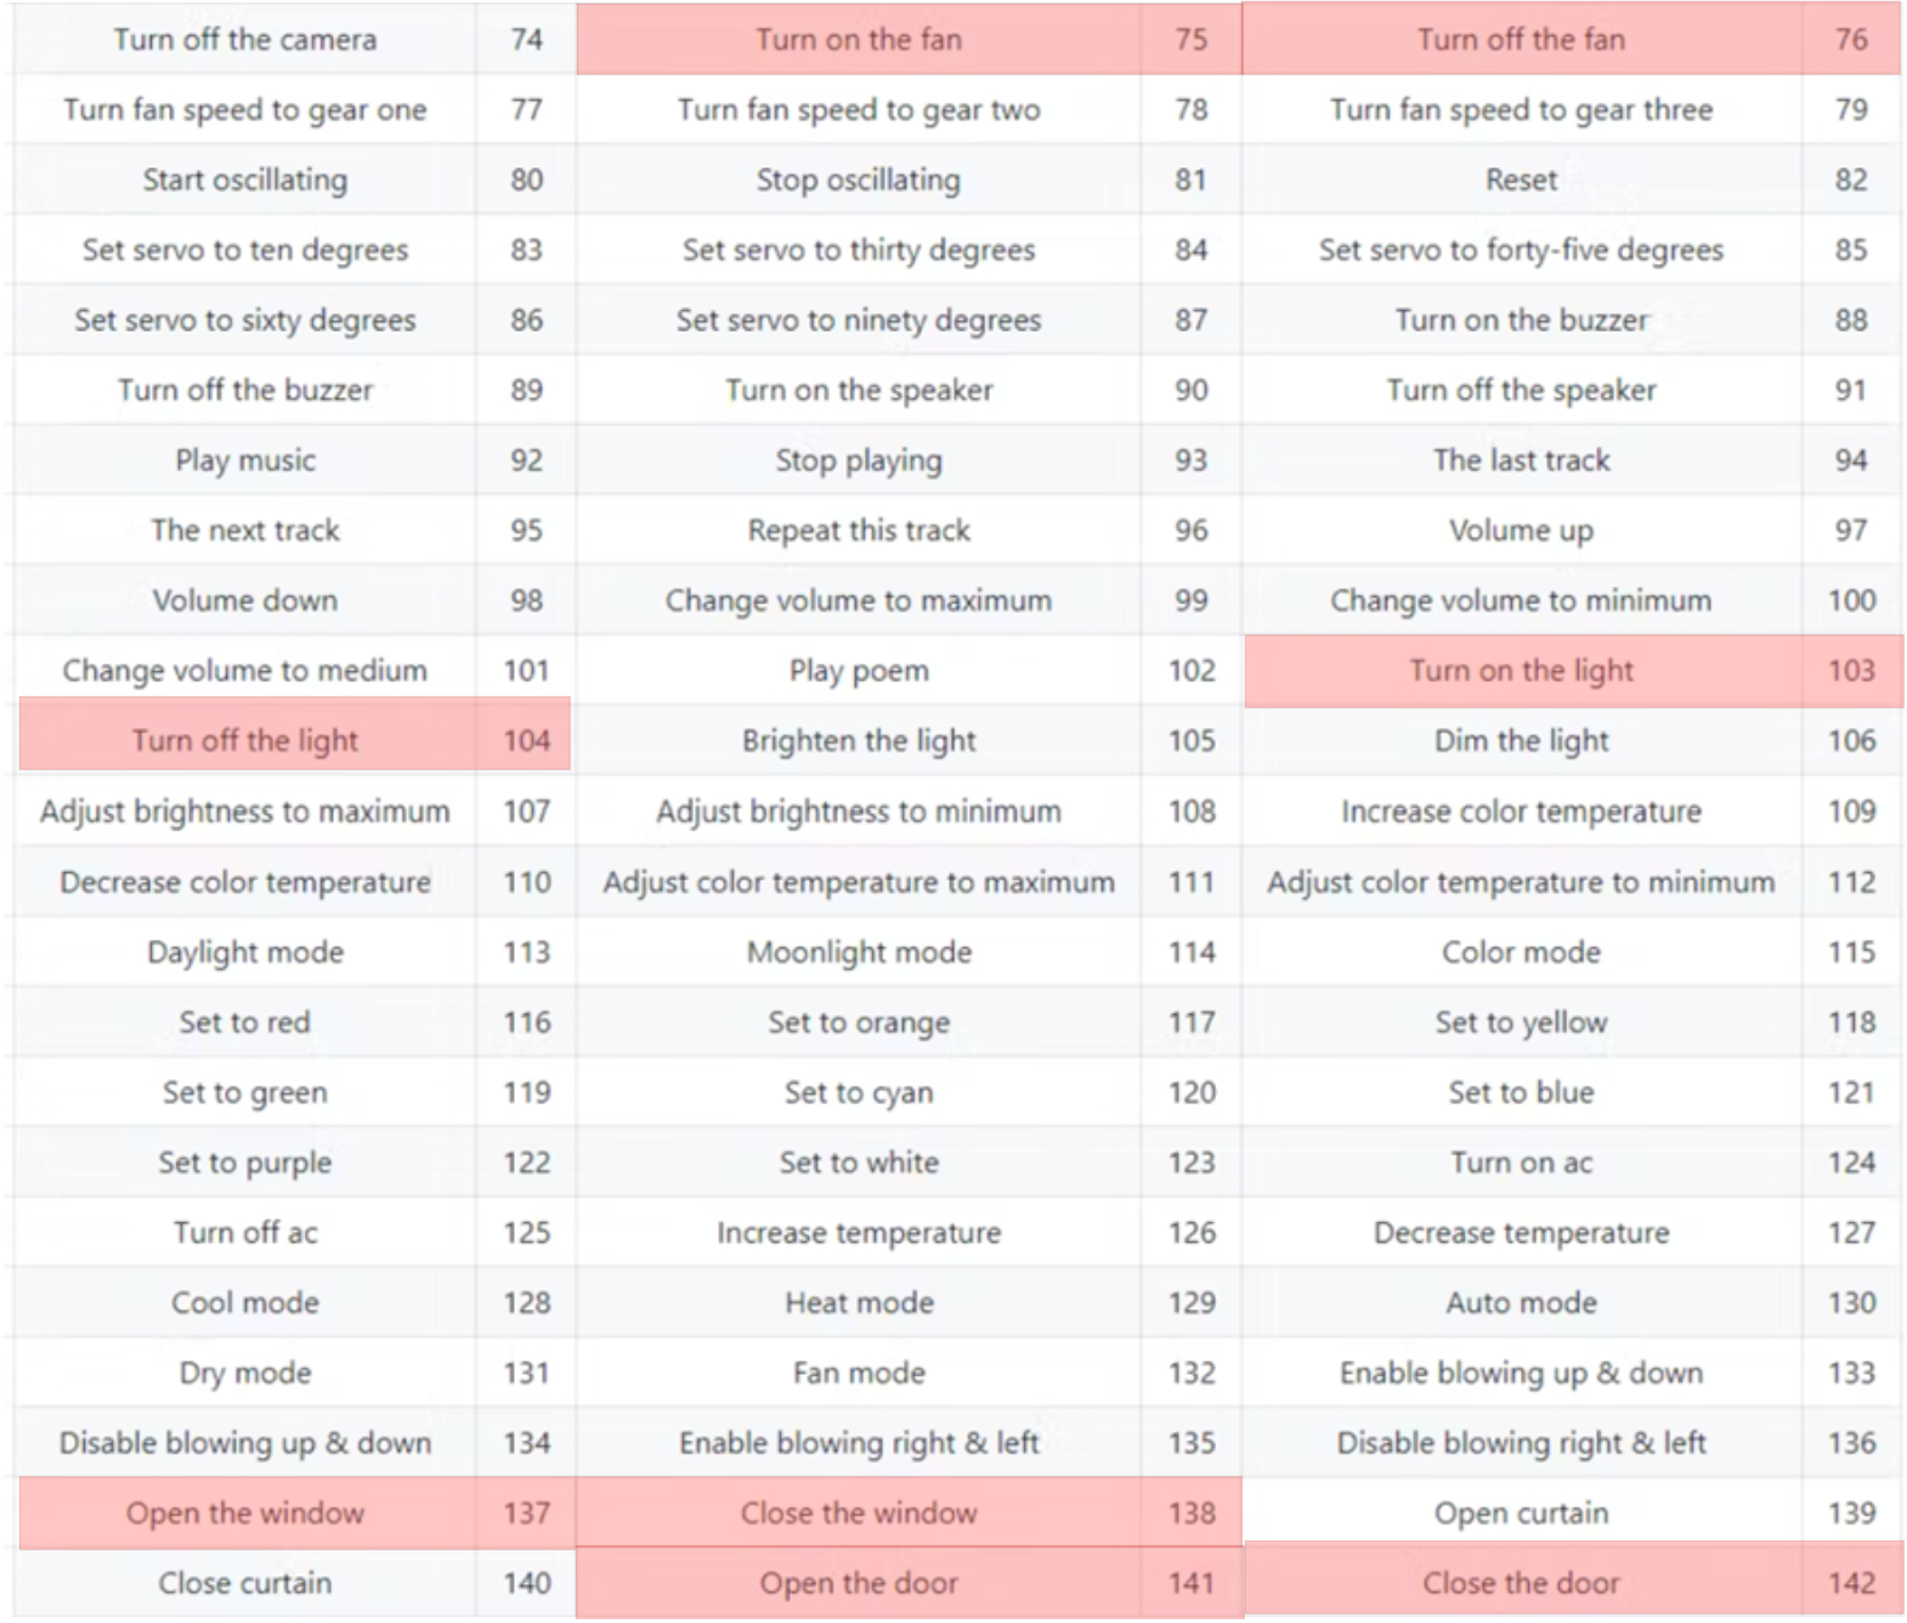 Turn off the camera 74 Turn on the fan 75 Turn off the fan 76
Turn fan speed to gear one 77 Turn fan speed to gear two 78 Turn fan speed to gear three 79
Start oscillating 80 Stop oscillating 81 Reset 82
Set servo to ten degrees 83 Set servo to thirty degrees 84 Set servo to forty-five degrees 85
Set servo to sixty degrees 86 Set servo to ninety degrees 87 Turn on the buzzer 88
Turn off the buzzer 89 Turn on the speaker 90 Turn off the speaker 91
Play music 92 Stop playing 93 The last track 94
The next track 95 Repeat this track 96 Volume up 97
Volume down 98 Change volume to maximum 99 Change volume to minimum 100
Change volume to medium 101 Play poem 102 Turn on the light 103
Turn off the light 104 Brighten the light 105 Dim the light 106
Adjust brightness to maximum 107 Adjust brightness to minimum 108 Increase color temperature 109
Decrease color temperature 110 Adjust color temperature to maximum 111 Adjust color temperature to minimum 112
Daylight mode 113 Moonlight mode 114 Color mode 115
Set to red 116 Set to orange 117 Set to yellow 118
Set to green 119 Set to cyan 120 Set to blue 121
Set to purple 122 Set to white 123 Turn on ac 124
Turn off ac 125 Increase temperature 126 Decrease temperature 127
Cool mode 128 Heat mode 129 Auto mode 130
Dry mode 131 Fan mode 132 Enable blowing up & down 133
Disable blowing up & down 134 Enable blowing right & left 135 Disable blowing right & left 136
Open the window 137 Close the window 138 Open curtain 139
Close curtain 140 Open the door 141 Close the door 142